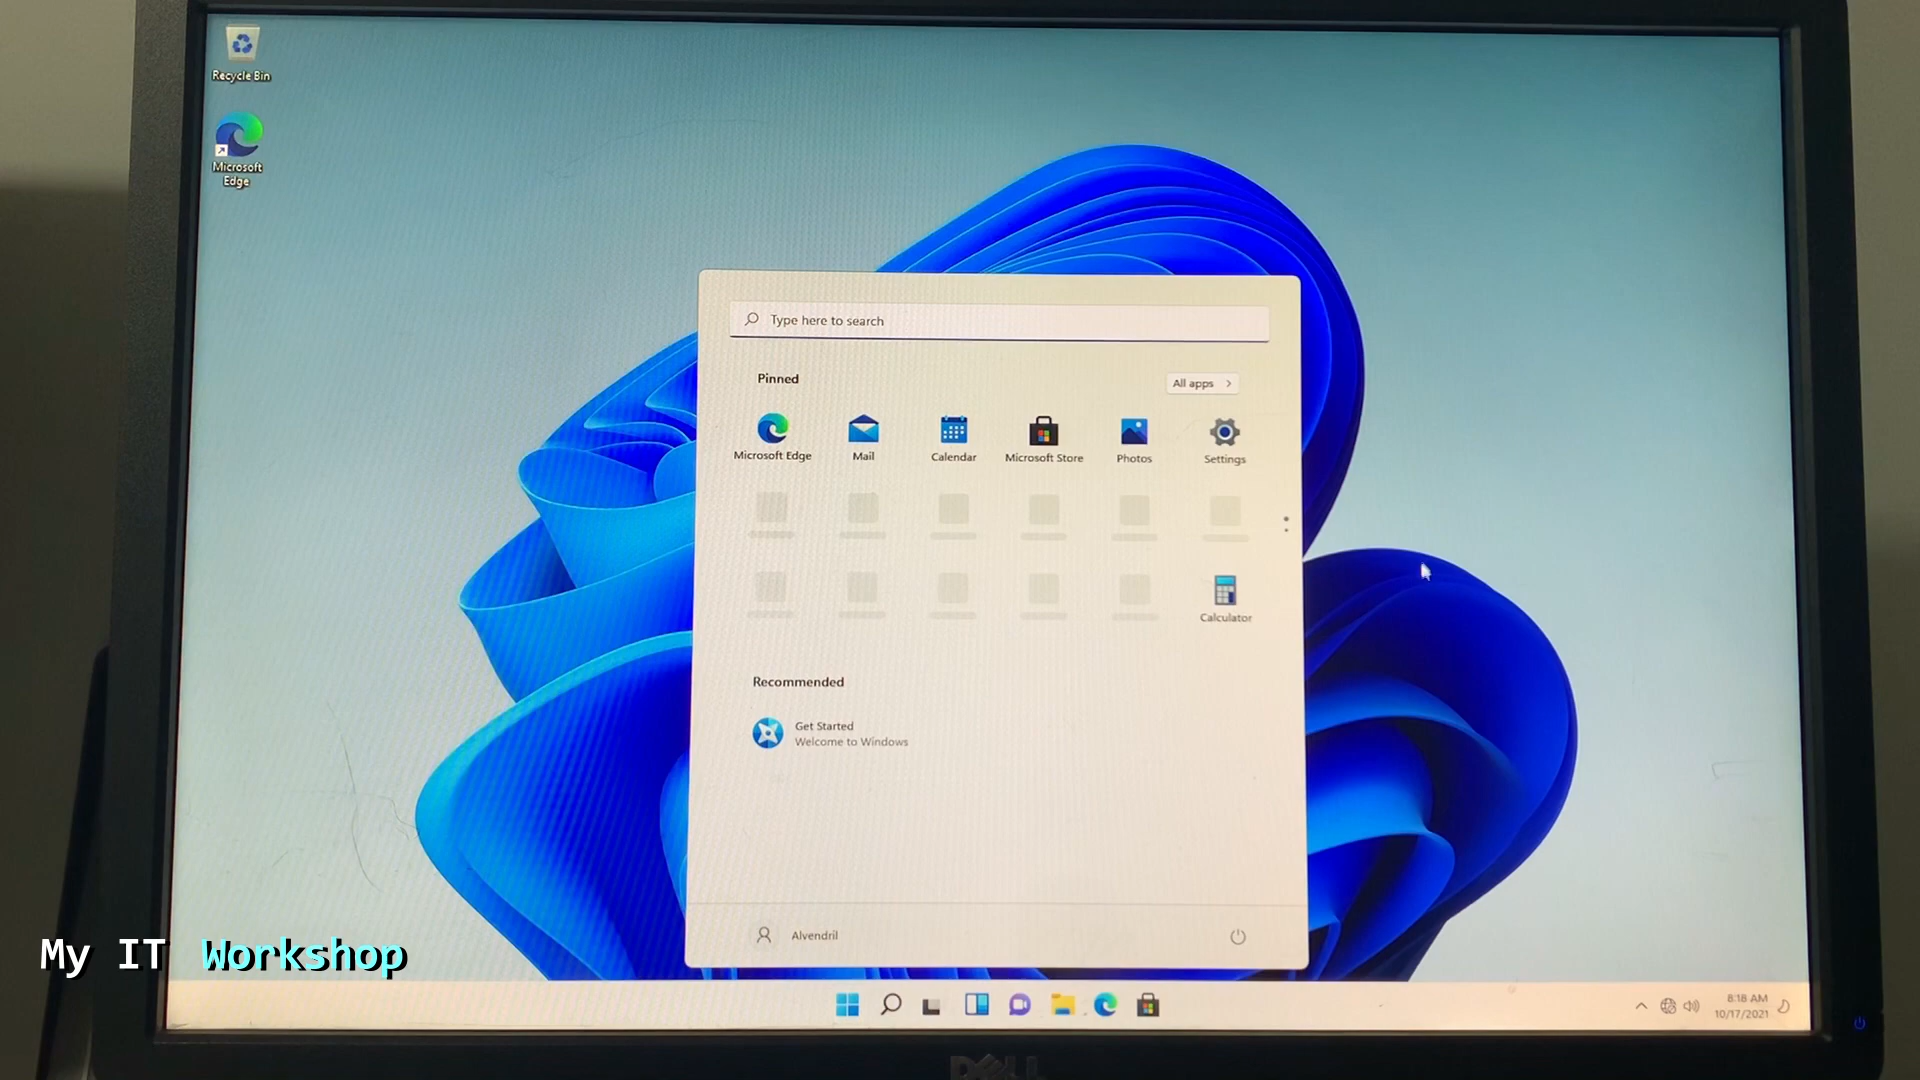 Recycle Bin
Microsoft
Edge
Type here to search
Pinned
All apps
Microsoft Edge
Mail
Calendar
Microsoft Store
Photos
Settings
Calculator
Recommended
Get Started
Welcome to Windows
Alvendril
My IT Workshop
8:18 AM
10/17/2021
DELL